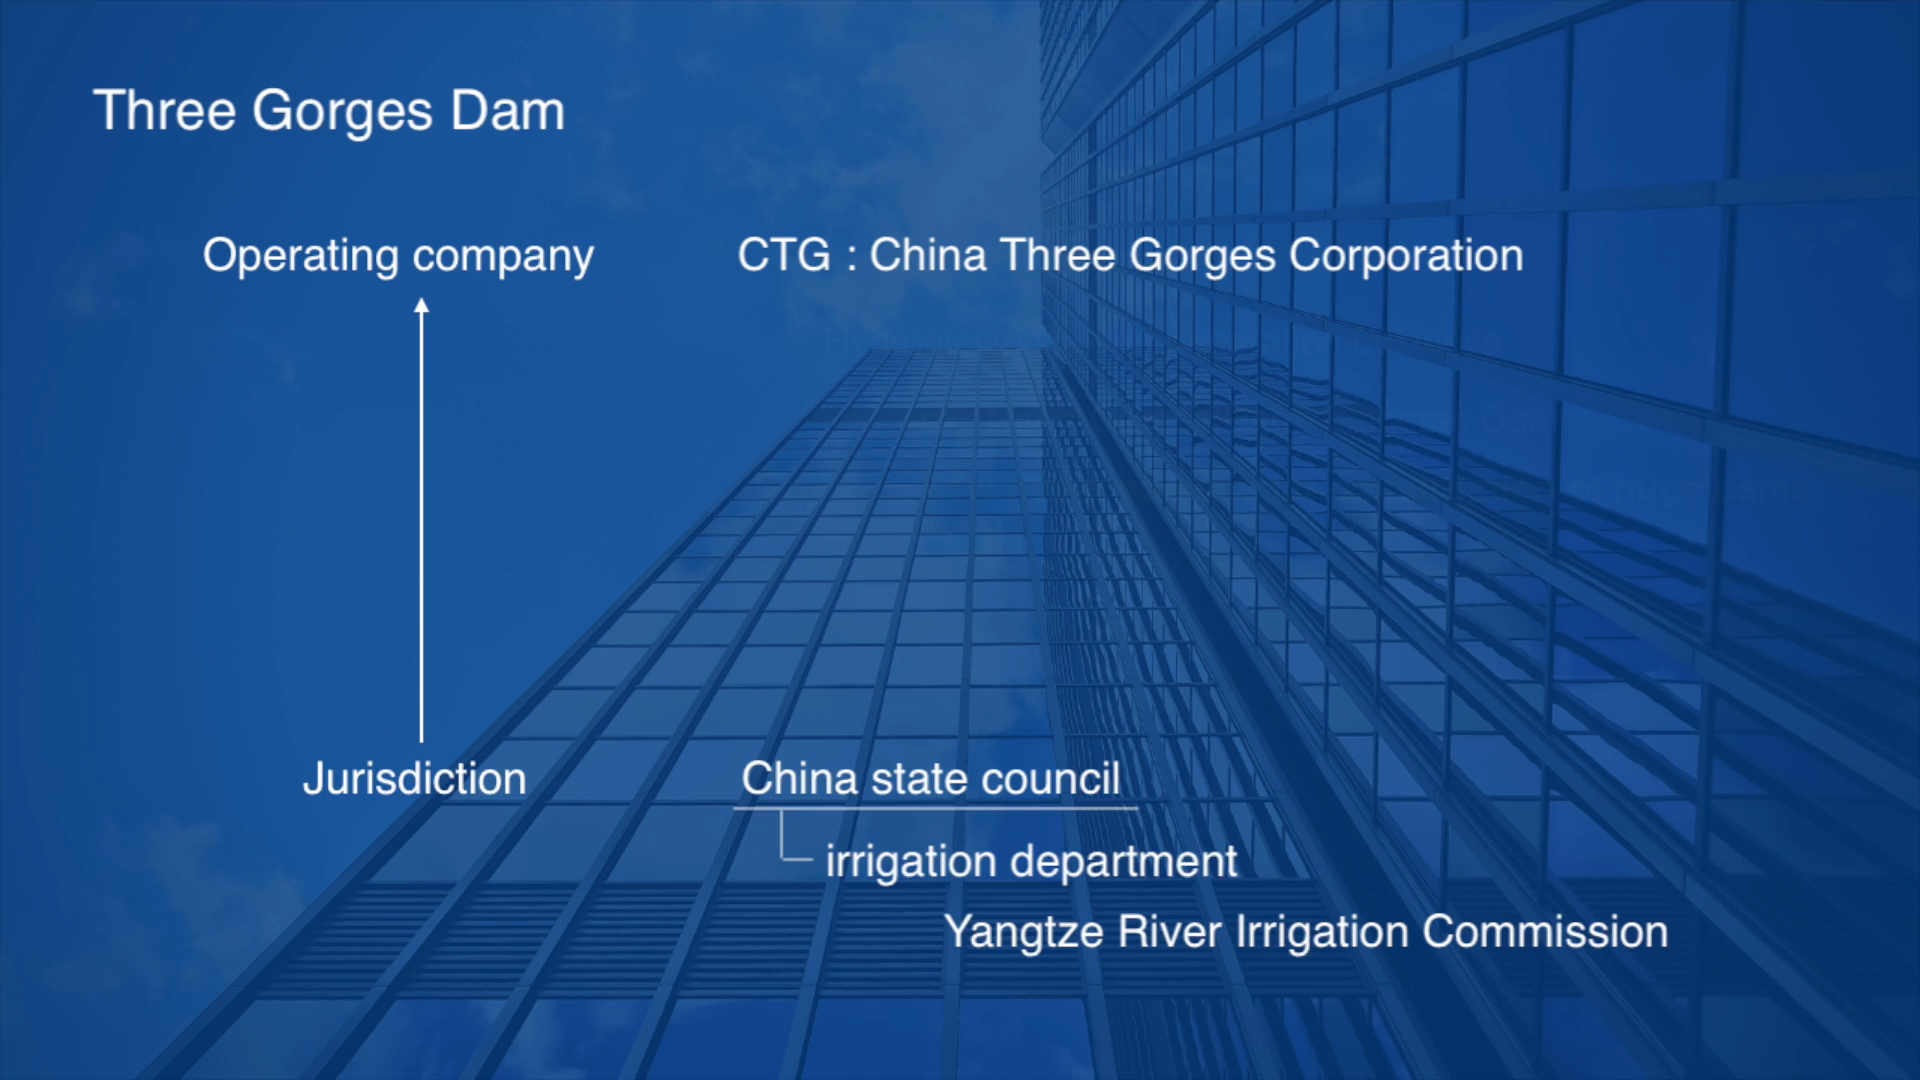 Three Gorges Dam
Operating company
CTG : China Three Gorges Corporation
Jurisdiction
China state council
irrigation department
Yangtze River Irrigation Commission